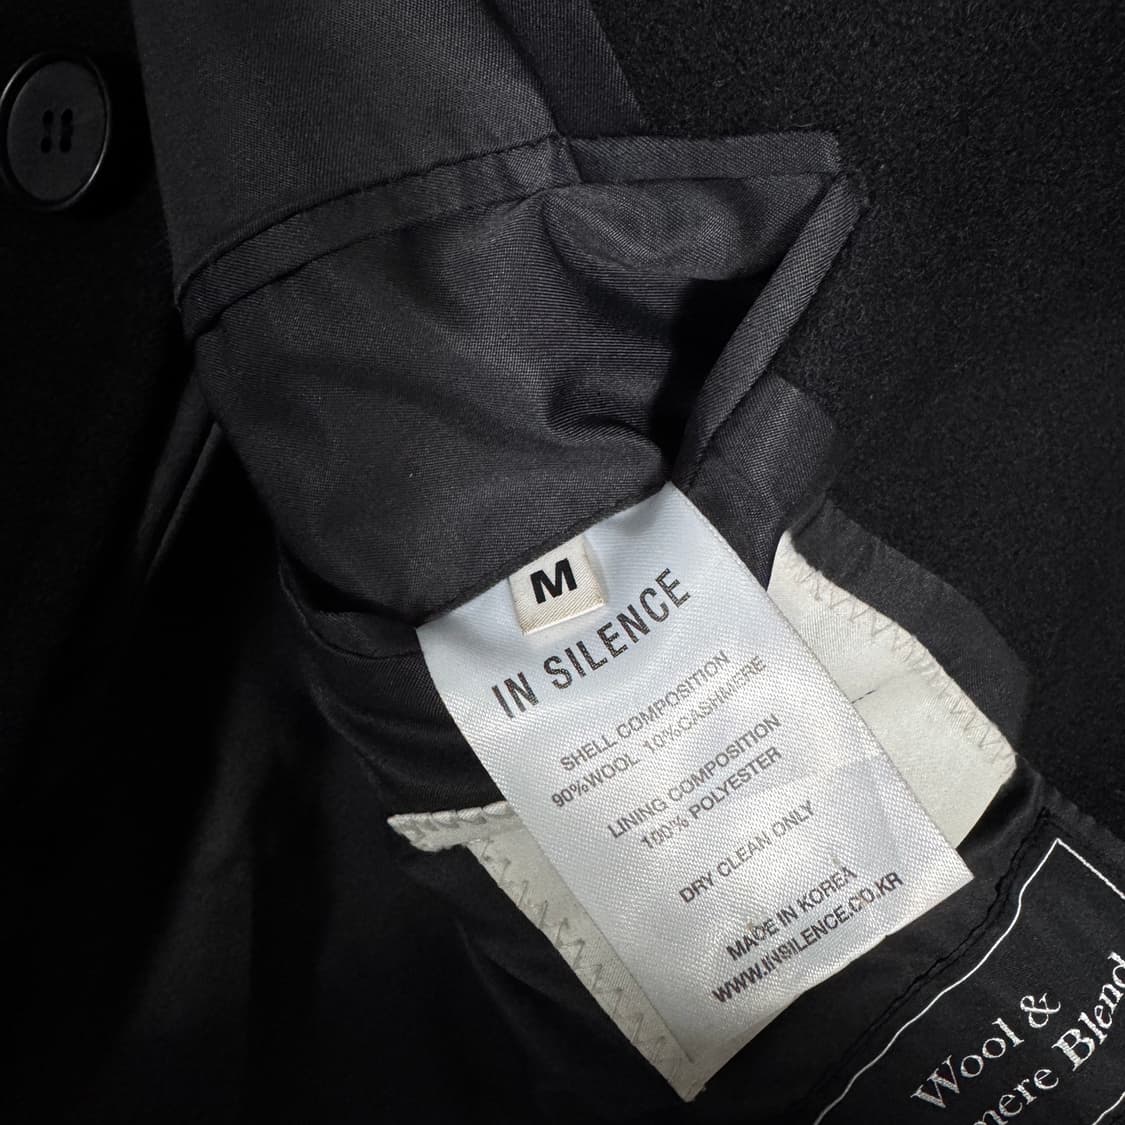 M
IN SILENCE
SHELL COMPOSITION
90%WOOL 10%CASHMERE
LINING COMPOSITION
100% POLYESTER
DRY CLEAN ONLY
MADE IN KOREA
WWW.INSILENCE.CO.KR
Wool &
mere Blend